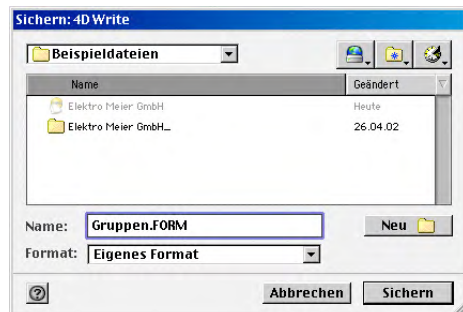 Sichern: 4D Write
Beispieldateien
Name Geändert
Elektro Meier GmbH Heute
Elektro Meier GmbH_ 26.04.02
Name: Gruppen.FORM Neu
Format: Eigenes Format
? Abbrechen Sichern